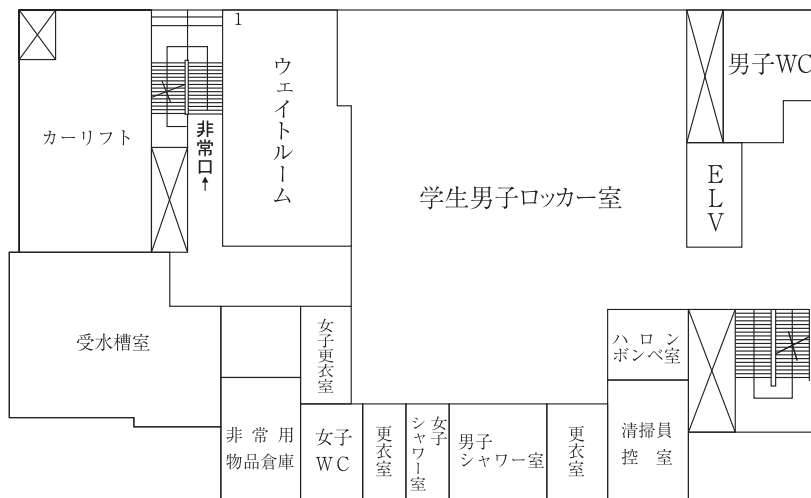 1
ウェイトルーム
男子WC
カーリフト
非常口↑
学生男子ロッカー室
ELV
受水槽室
女子更衣室
ハロン
ボンベ室
非常用
物品倉庫
女子
WC
更衣室
女子
シャワー室
男子
シャワー室
更衣室
清掃員
控室